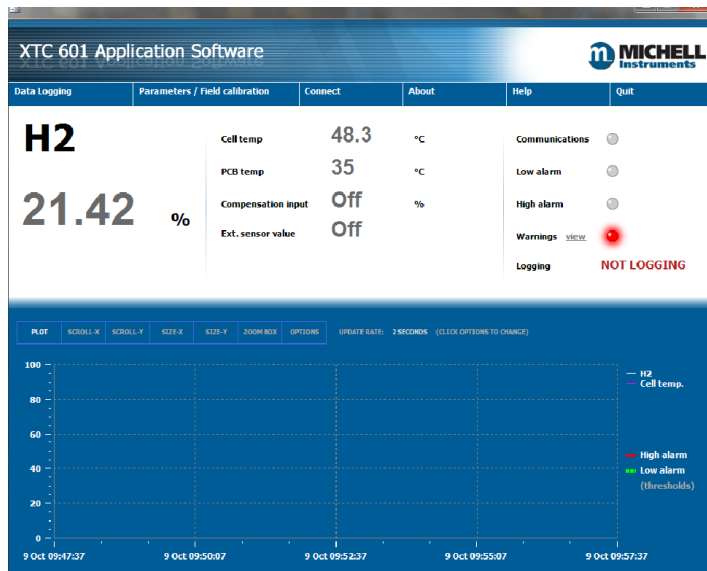 XTC 601 Application Software
MICHELL
Instruments
Data Logging Parameters / Field calibration Connect About Help Quit
H2
21.42 %
Cell temp 48.3 °C
PCB temp 35 °C
Compensation input Off %
Ext. sensor value Off
Communications
Low alarm
High alarm
Warnings view
Logging NOT LOGGING
PLOT SCROLL-X SCROLL-Y SIZE-X SIZE-Y ZOOM BOX OPTIONS UPDATE RATE: 2 SECONDS (CLICK OPTIONS TO CHANGE)
100
80
60
40
20
0
H2
Cell temp.
High alarm
Low alarm
(thresholds)
9 Oct 09:47:37 9 Oct 09:50:07 9 Oct 09:52:37 9 Oct 09:55:07 9 Oct 09:57:37